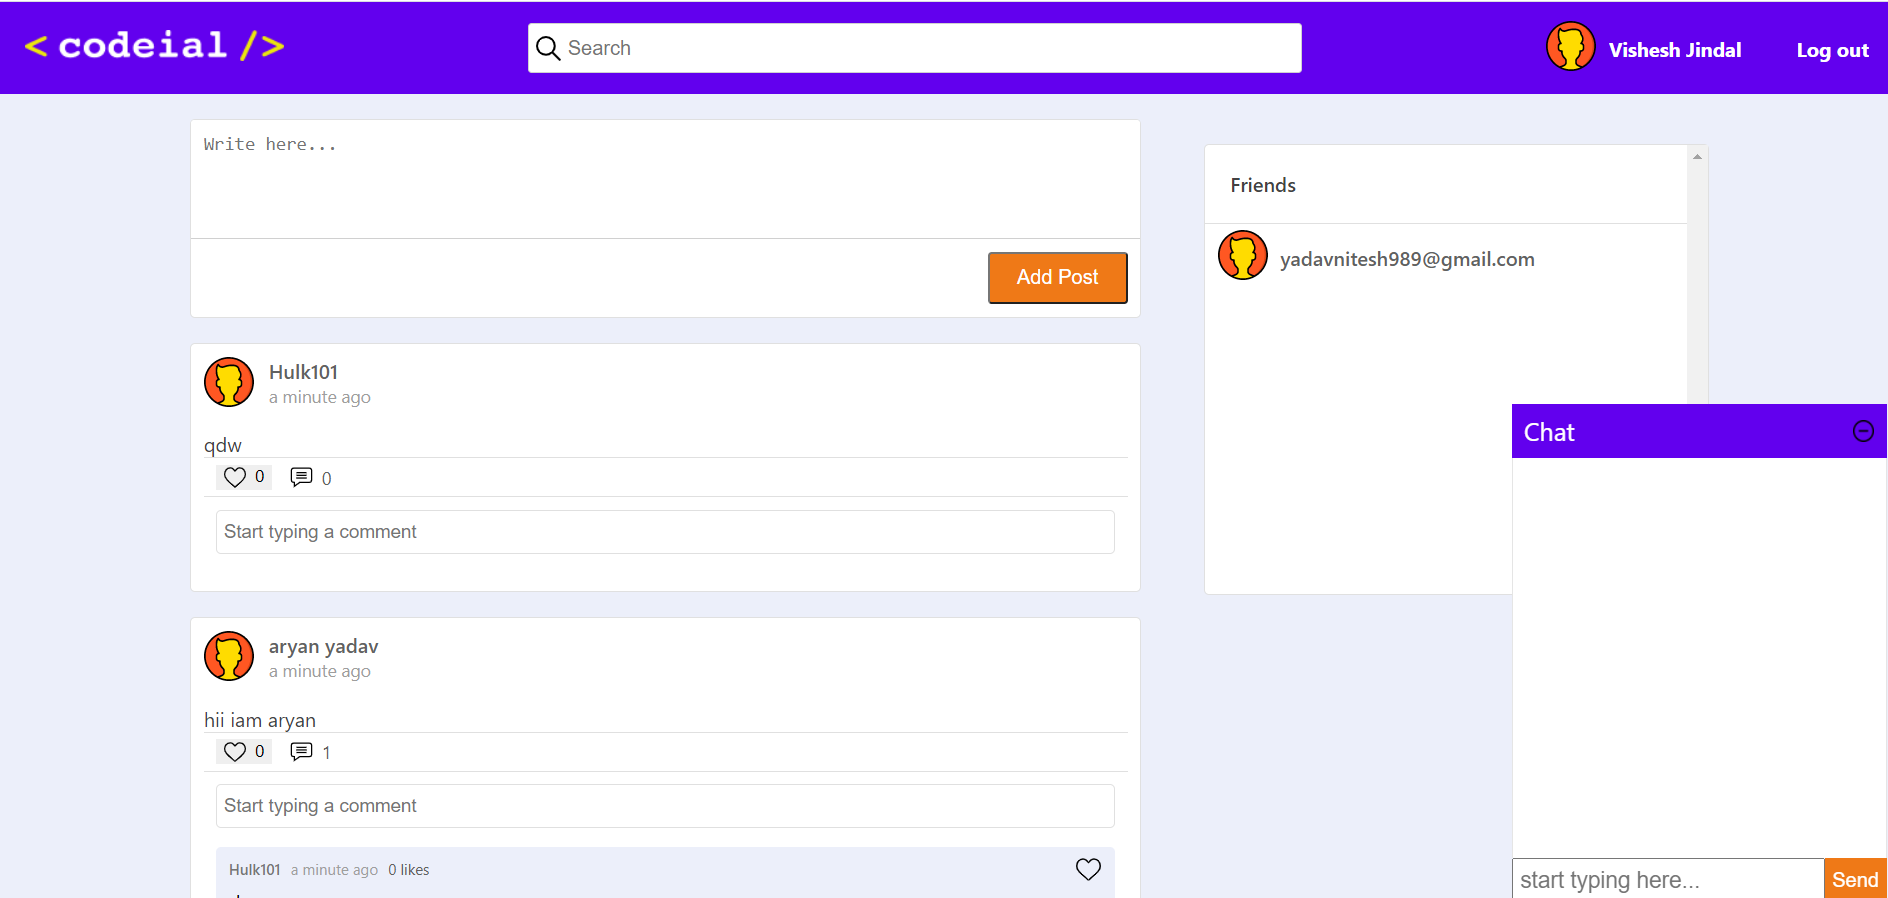 < codeial />
Search
Vishesh Jindal
Log out
Write here...
Add Post
Hulk101
a minute ago
qdw
0 0
Start typing a comment
aryan yadav
a minute ago
hii iam aryan
0 1
Start typing a comment
Hulk101 a minute ago 0 likes
Friends
yadavnitesh989@gmail.com
Chat
start typing here...
Send